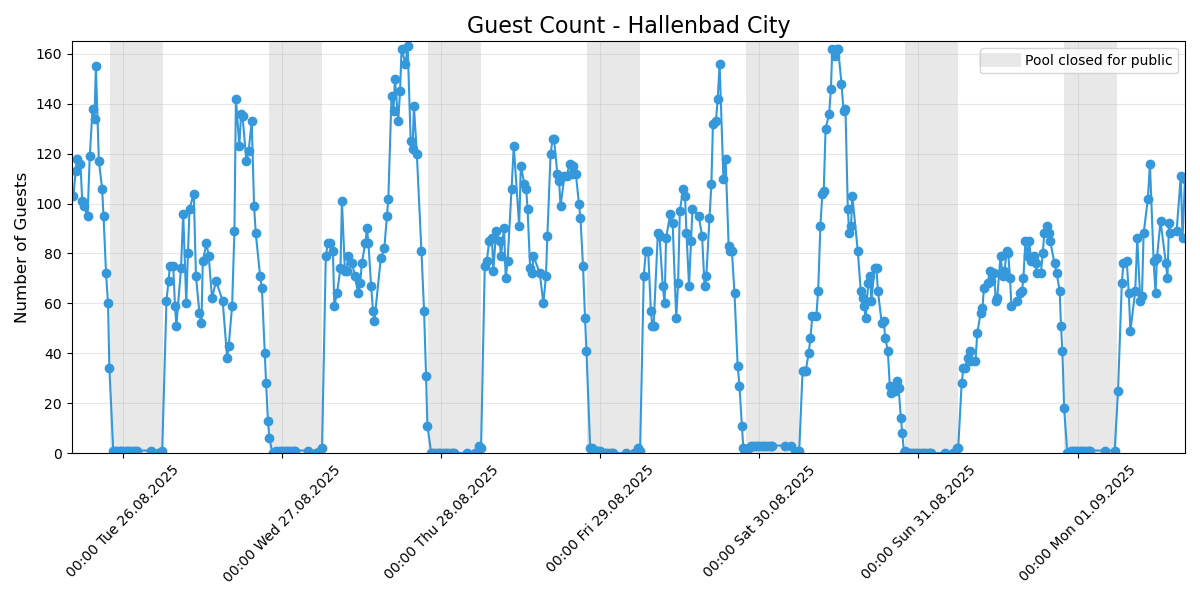 Guest Count - Hallenbad City
Pool closed for public
Number of Guests
160
140
120
100
80
60
40
20
0
00:00 Tue 26.08.2025
00:00 Wed 27.08.2025
00:00 Thu 28.08.2025
00:00 Fri 29.08.2025
00:00 Sat 30.08.2025
00:00 Sun 31.08.2025
00:00 Mon 01.09.2025